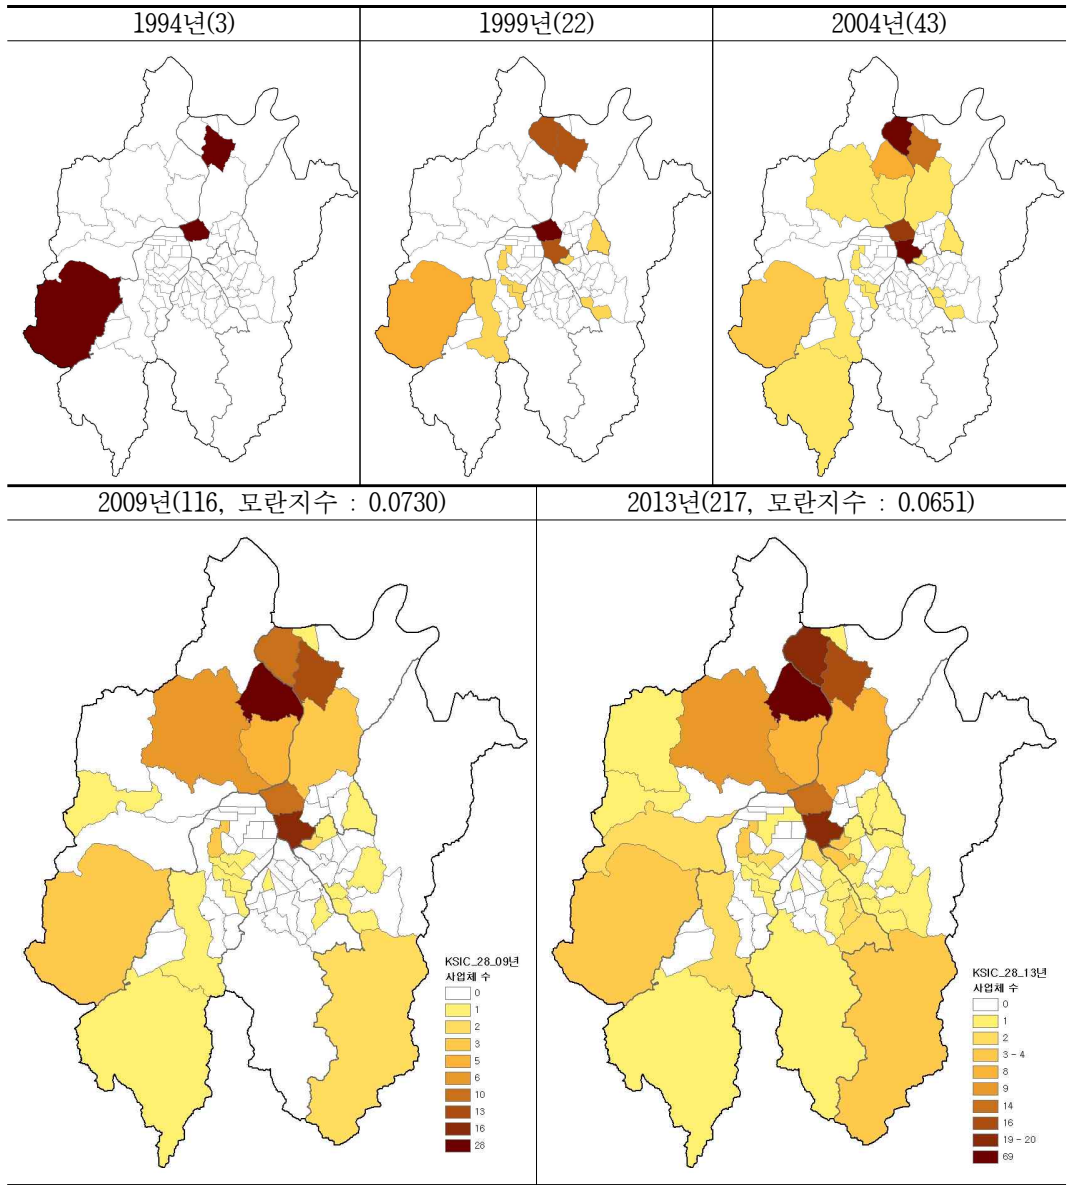 1994년(3)
1999년(22)
2004년(43)
2009년(116, 모란지수 : 0.0730)
2013년(217, 모란지수 : 0.0651)
KSIC_28_09년
사업체 수
0
1
2
3
5
6
10
13
16
28
KSIC_28_13년
사업체 수
0
1
2
3 - 4
8
9
14
16
19 - 20
69